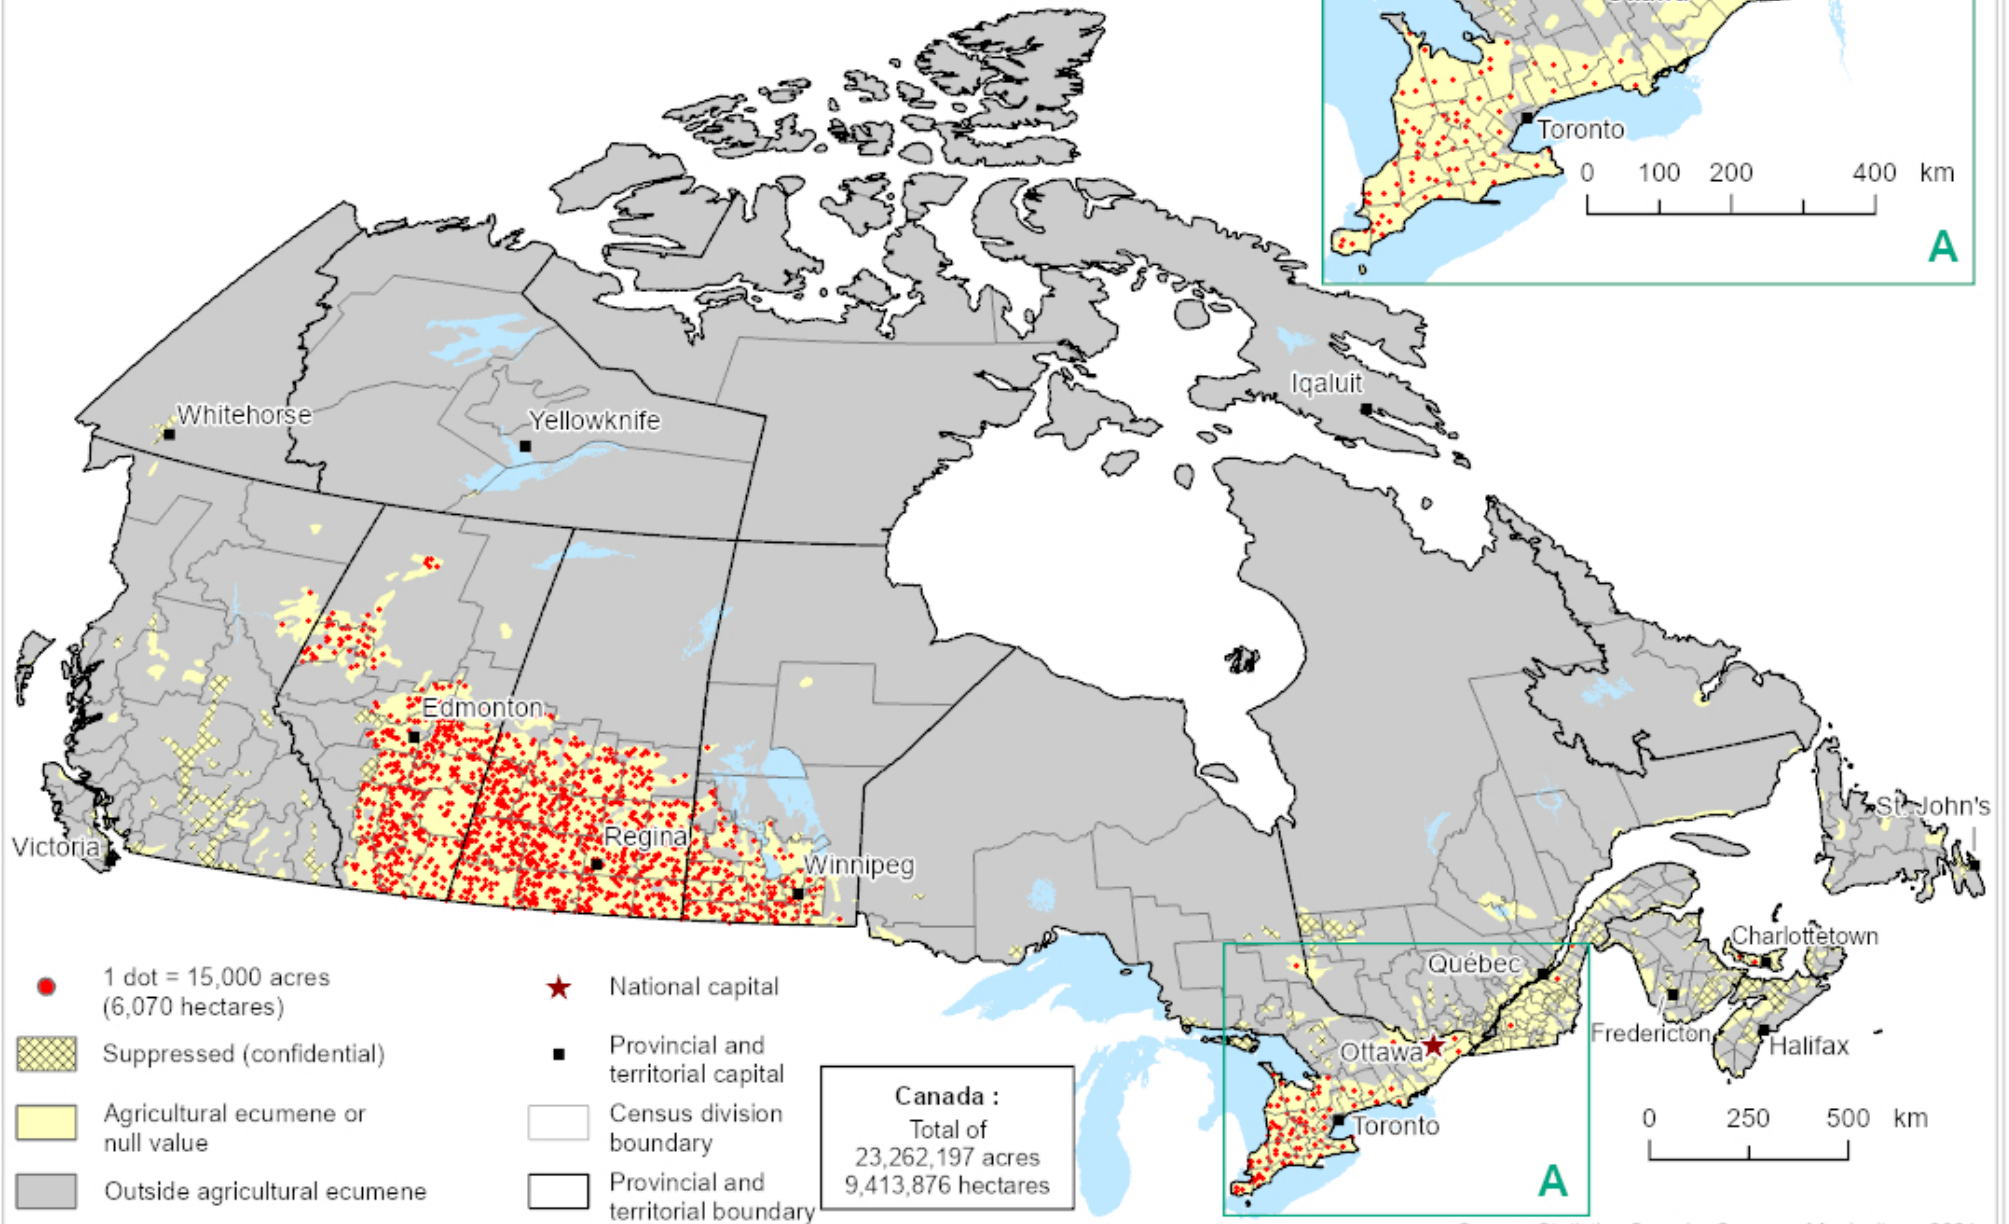 Toronto
0 100 200 400 km
A
Iqaluit
Whitehorse
Yellowknife
Edmonton
Regina
Winnipeg
Victoria
St. John's
Charlottetown
Québec
Fredericton
Halifax
Ottawa
Toronto
A
0 250 500 km
1 dot = 15,000 acres
(6,070 hectares)
Suppressed (confidential)
Agricultural ecumene or
null value
Outside agricultural ecumene
National capital
Provincial and
territorial capital
Census division
boundary
Provincial and
territorial boundary
Canada :
Total of
23,262,197 acres
9,413,876 hectares